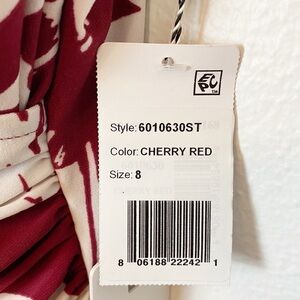 EPC
Style: 6010630ST
Color: CHERRY RED
Size: 8
8 06188 22242 1